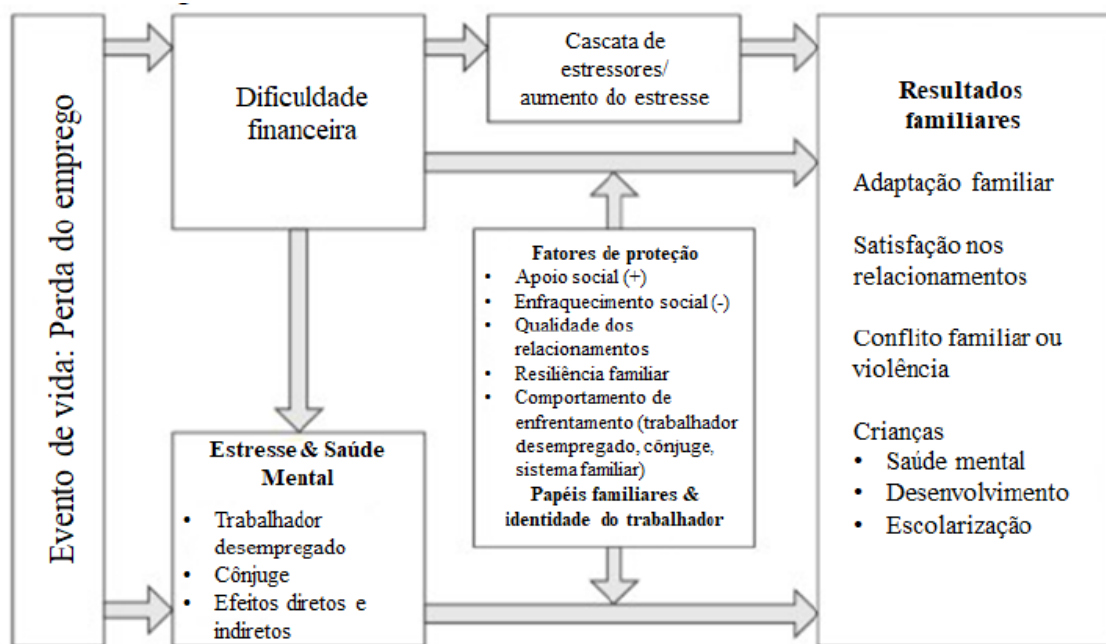 Evento de vida: Perda do emprego
Dificuldade
financeira
Cascata de
estressores/
aumento do estresse
Resultados
familiares
Adaptação familiar
Satisfação nos
relacionamentos
Conflito familiar ou
violência
Crianças
• Saúde mental
• Desenvolvimento
• Escolarização
Fatores de proteção
• Apoio social (+)
• Enfraquecimento social (-)
• Qualidade dos
relacionamentos
• Resiliência familiar
• Comportamento de
enfrentamento (trabalhador
desempregado, cônjuge,
sistema familiar)
Papéis familiares &
identidade do trabalhador
Estresse & Saúde
Mental
• Trabalhador
desempregado
• Cônjuge
• Efeitos diretos e
indiretos